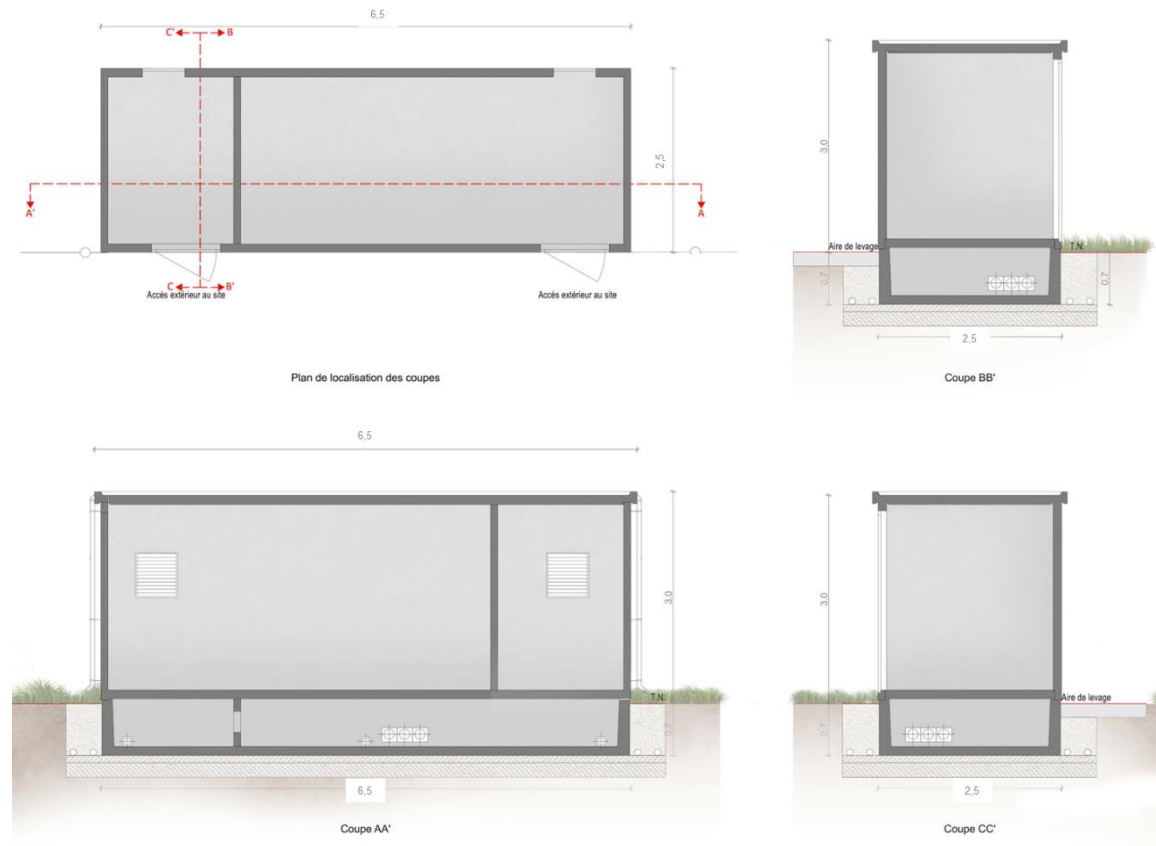 6,5
C' B
2,5
A' A
C B'
Accès extérieur au site
Accès extérieur au site
Plan de localisation des coupes
3,0
Aire de levage
T.N.
0,7
0,7
2,5
Coupe BB'
6,5
3,0
T.N.
0,7
6,5
Coupe AA'
3,0
Aire de levage
0,7
2,5
Coupe CC'